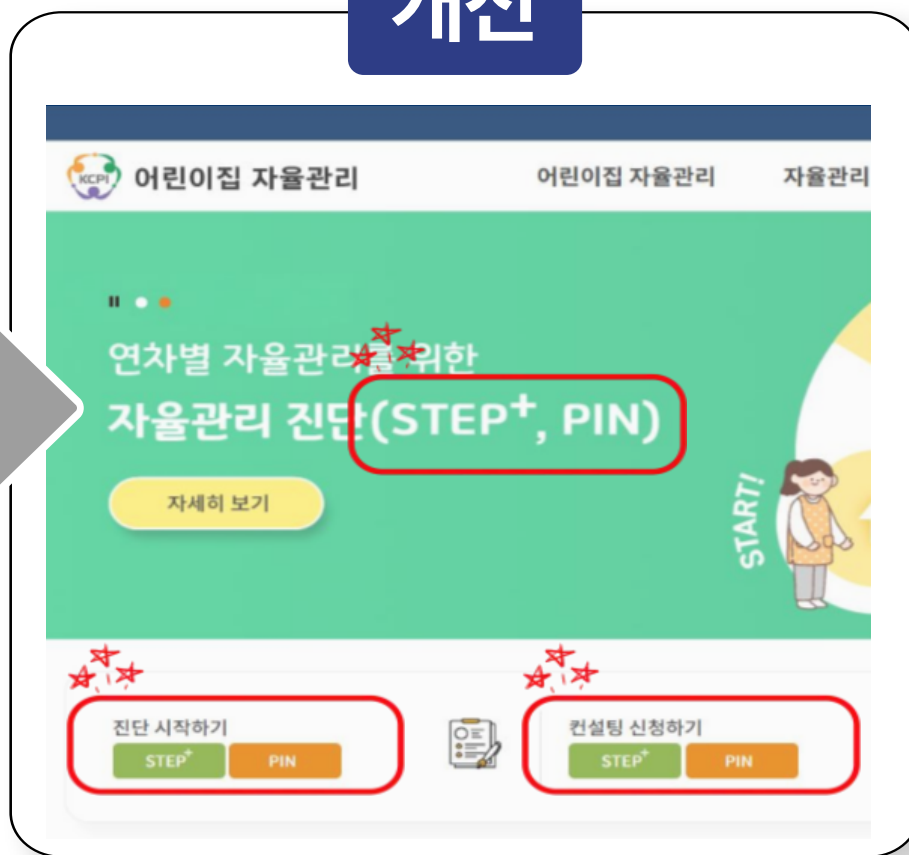 개선
KCPI 어린이집 자율관리 어린이집 자율관리 자율관리
연차별 자율관리를 위한
자율관리 진단(STEP⁺, PIN)
자세히 보기
START!
진단 시작하기
STEP⁺ PIN
컨설팅 신청하기
STEP⁺ PIN